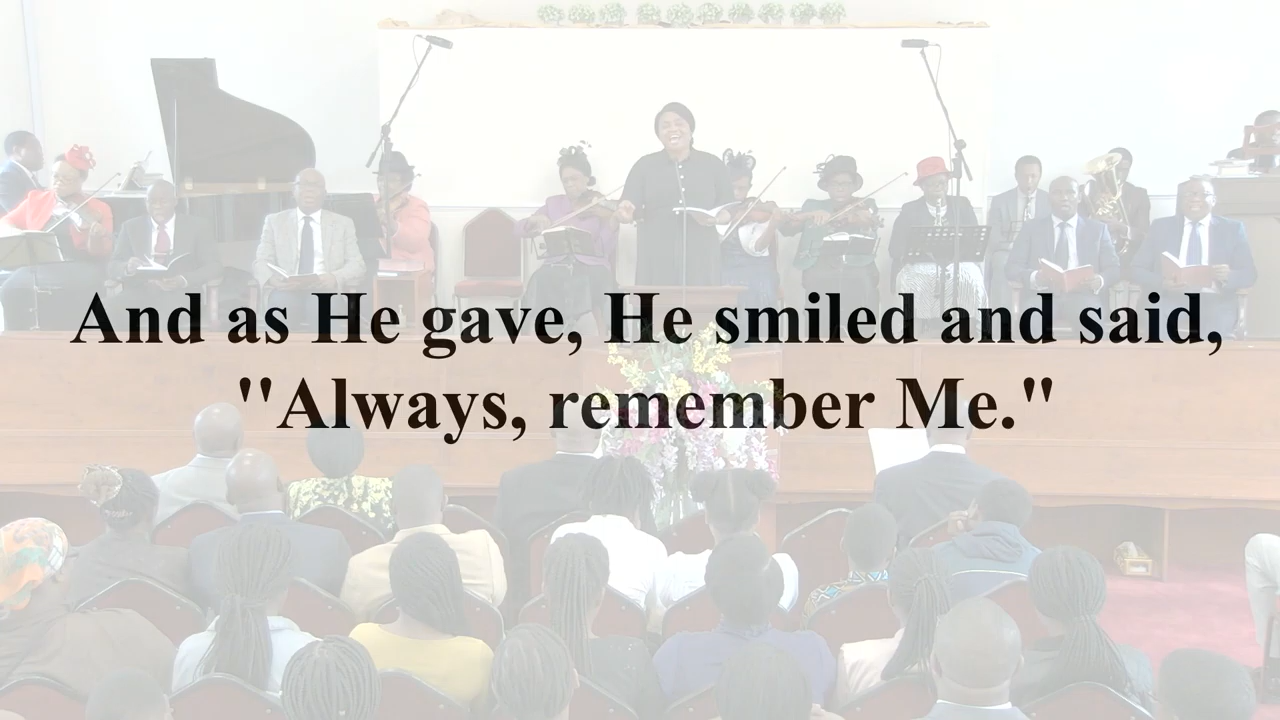 And as He gave, He smiled and said,
"Always, remember Me."